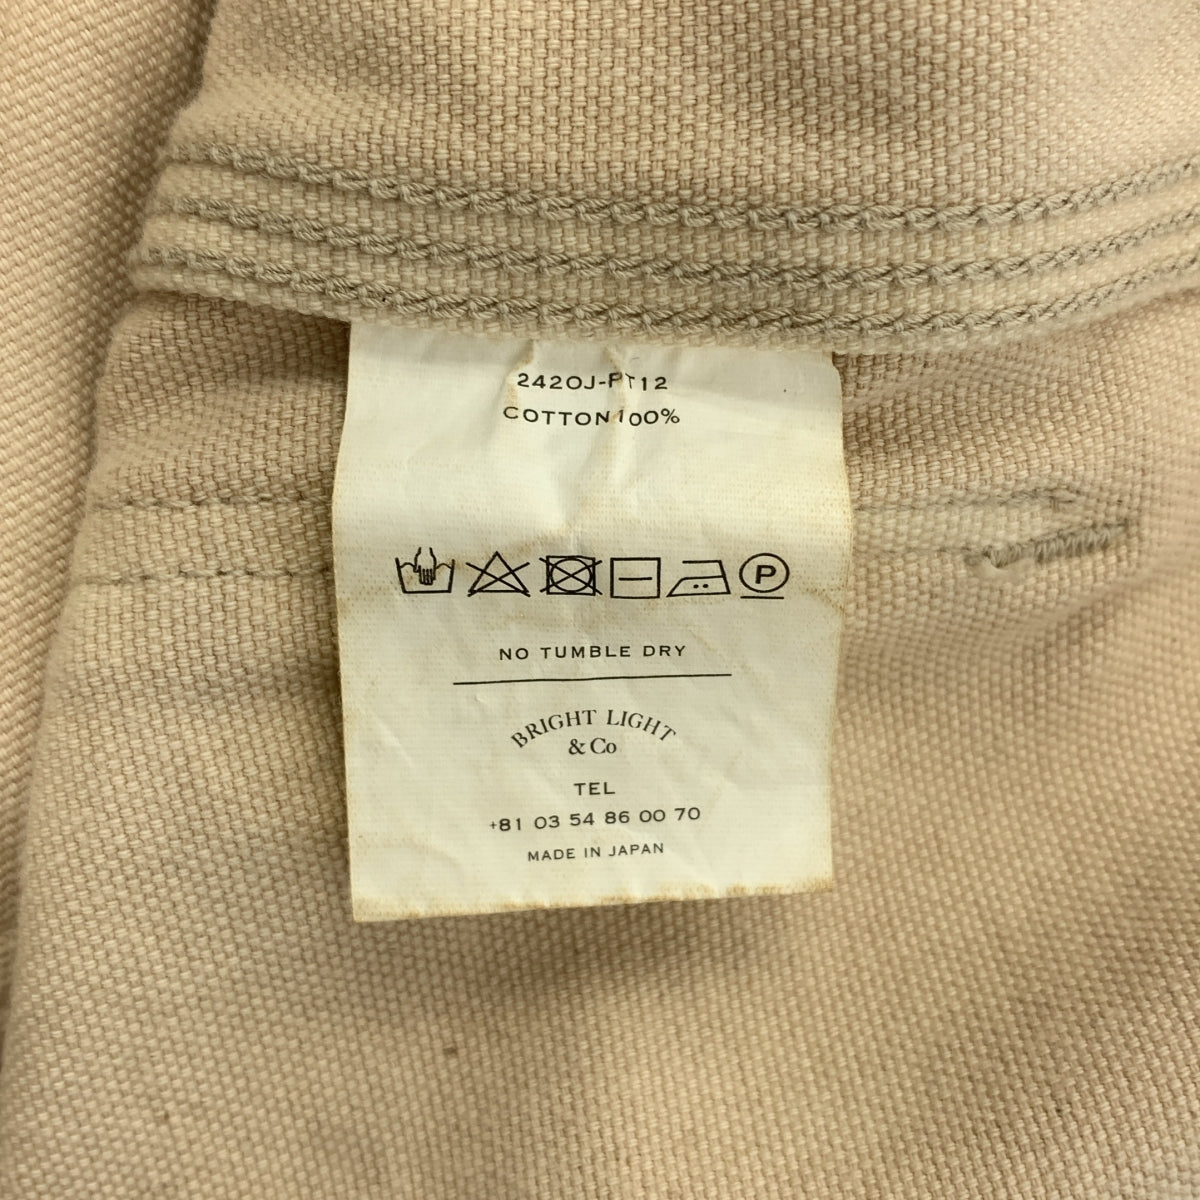 2420J-PT12
COTTON100%
P
NO TUMBLE DRY
BRIGHT LIGHT
& Co
TEL
+81 03 54 86 00 70
MADE IN JAPAN